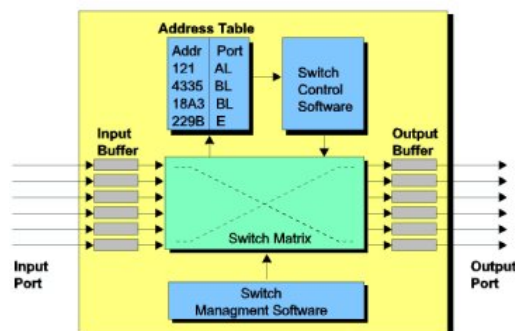 Address Table
Addr Port
121 AL
4335 BL
18A3 BL
229B E
Switch
Control
Software
Input
Buffer
Output
Buffer
Switch Matrix
Input
Port
Output
Port
Switch
Managment Software